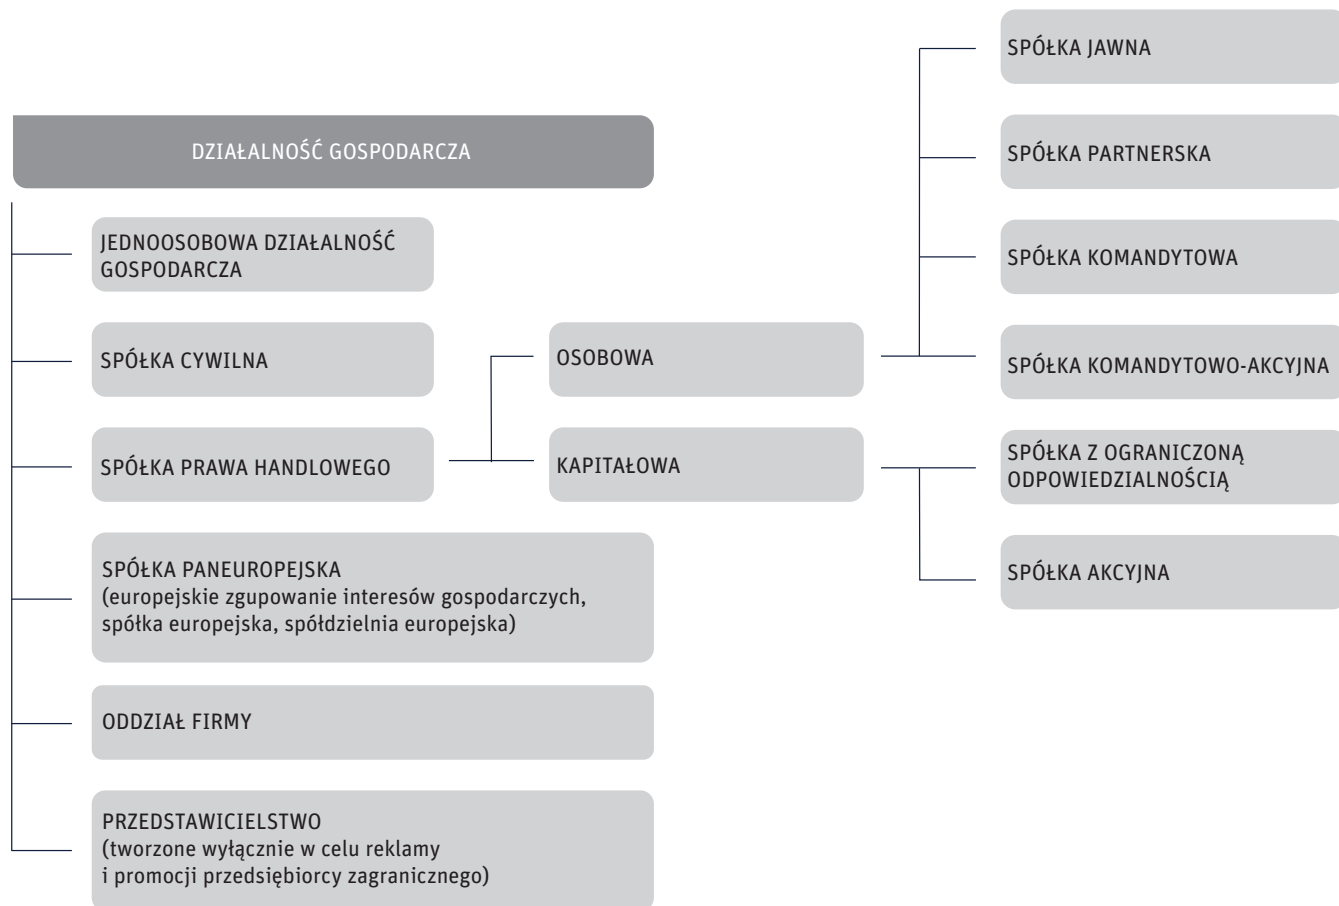 DZIAŁALNOŚĆ GOSPODARCZA
JEDNOOSOBOWA DZIAŁALNOŚĆ
GOSPODARCZA
SPÓŁKA CYWILNA
SPÓŁKA PRAWA HANDLOWEGO
SPÓŁKA PANEUROPEJSKA
(europejskie zgupowanie interesów gospodarczych,
spółka europejska, spółdzielnia europejska)
ODDZIAŁ FIRMY
PRZEDSTAWICIELSTWO
(tworzone wyłącznie w celu reklamy
i promocji przedsiębiorcy zagranicznego)
OSOBOWA
KAPITAŁOWA
SPÓŁKA JAWNA
SPÓŁKA PARTNERSKA
SPÓŁKA KOMANDYTOWA
SPÓŁKA KOMANDYTOWO-AKCYJNA
SPÓŁKA Z OGRANICZONĄ
ODPOWIEDZIALNOŚCIĄ
SPÓŁKA AKCYJNA